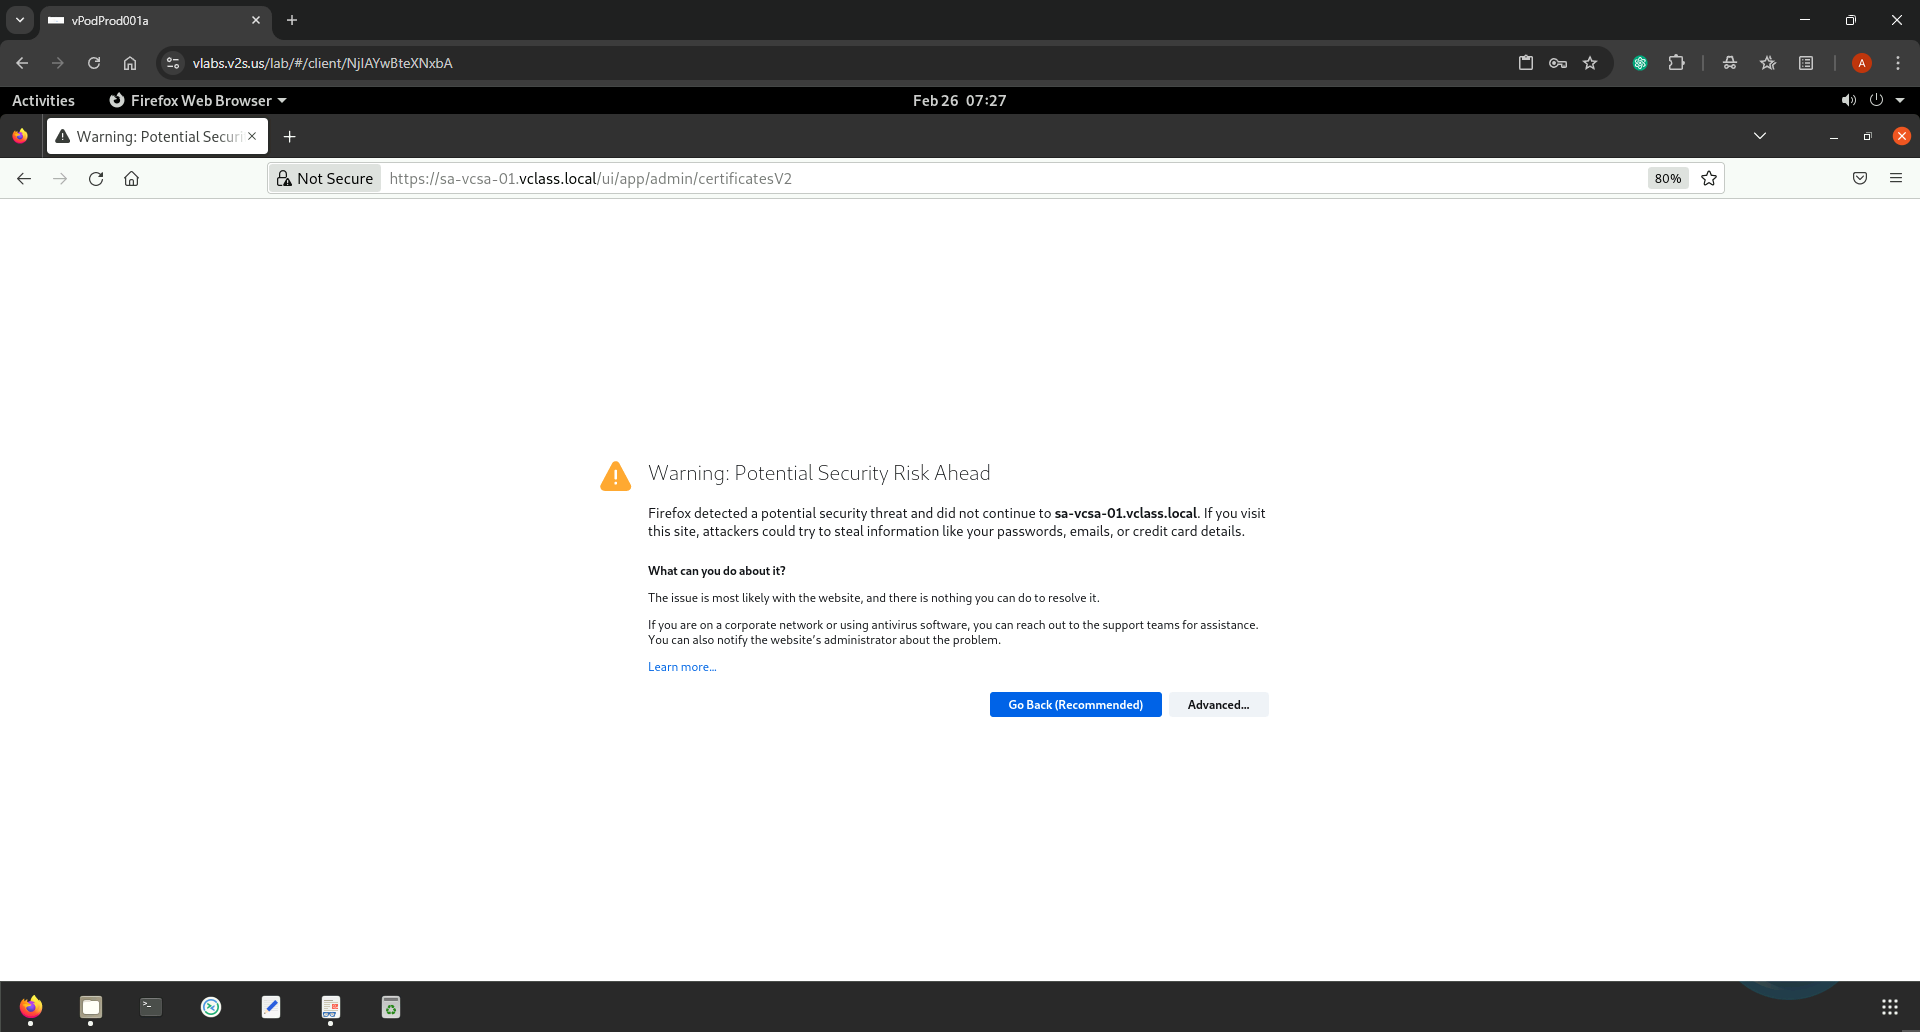 vPodProd001a
vlabs.v2s.us/lab/#/client/NjIAYwBteXNxbA
A
Activities
Firefox Web Browser
Feb 26 07:27
Warning: Potential Securi
Not Secure
https://sa-vcsa-01.vclass.local/ui/app/admin/certificatesV2
80%
Warning: Potential Security Risk Ahead
Firefox detected a potential security threat and did not continue to sa-vcsa-01.vclass.local. If you visit
this site, attackers could try to steal information like your passwords, emails, or credit card details.
What can you do about it?
The issue is most likely with the website, and there is nothing you can do to resolve it.
If you are on a corporate network or using antivirus software, you can reach out to the support teams for assistance.
You can also notify the website’s administrator about the problem.
Learn more…
Go Back (Recommended)
Advanced…